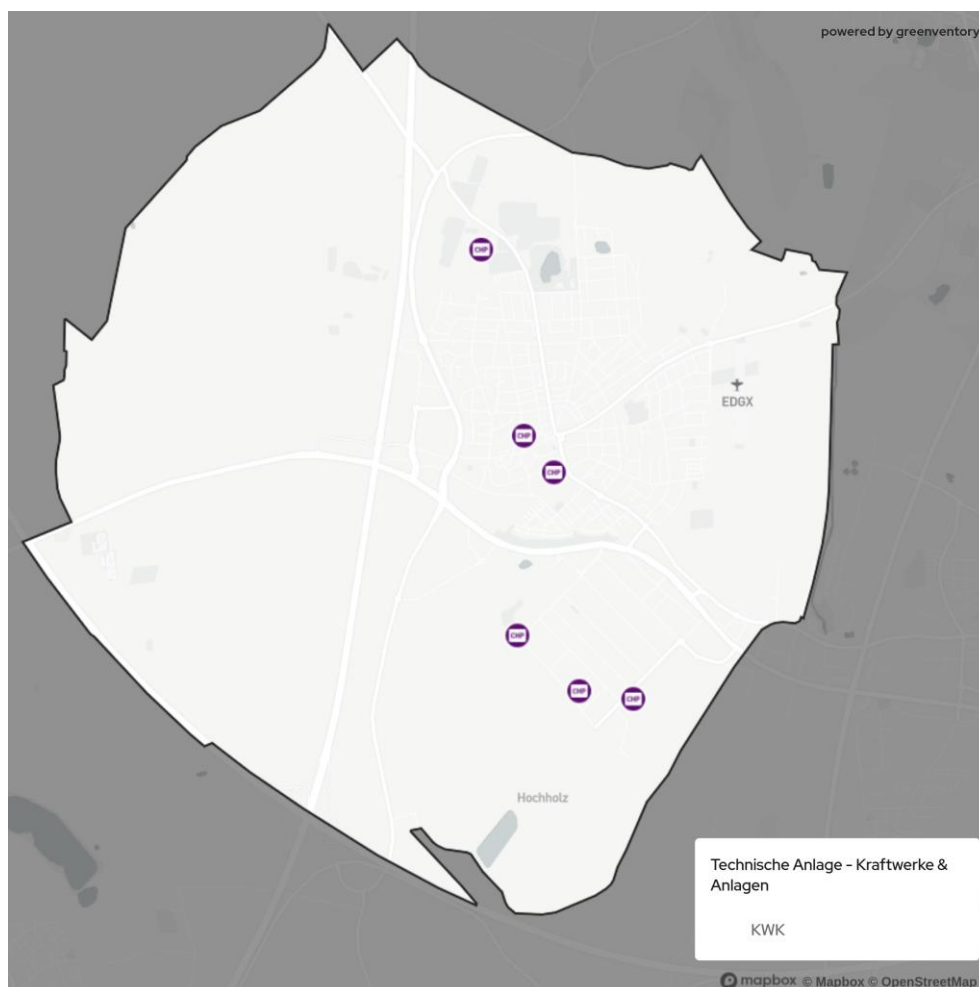 powered by greenventory
CHP
EDGX
CHP
CHP
CHP
CHP
CHP
Hochholz
Technische Anlage - Kraftwerke &
Anlagen
KWK
mapbox © Mapbox © OpenStreetMap